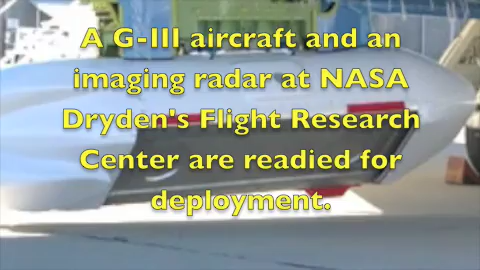 A G-III aircraft and an
imaging radar at NASA
Dryden's Flight Research
Center are readied for
deployment.